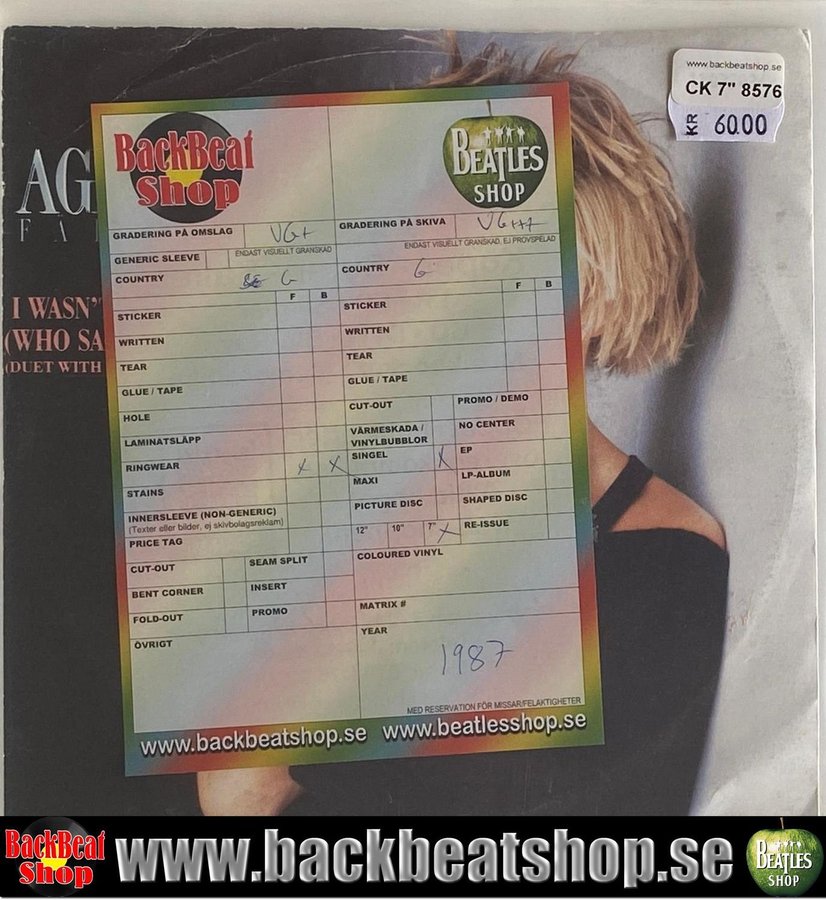 www.backbeatshop.se
CK 7" 8576
KR 6000
AG
FA
I WASN'T
(WHO SA
(DUET WITH
BackBeat
Shop
BEATLES
SHOP
GRADERING PÅ OMSLAG VG+
ENDAST VISUELLT GRANSKAD
GENERIC SLEEVE
COUNTRY G
F B
STICKER
WRITTEN
TEAR
GLUE / TAPE
HOLE
LAMINATSLÄPP
RINGWEAR X X
STAINS
INNERSLEEVE (NON-GENERIC)
(Texter eller bilder, ej skivbolagsreklam)
PRICE TAG
CUT-OUT SEAM SPLIT
BENT CORNER INSERT
FOLD-OUT PROMO
ÖVRIGT
GRADERING PÅ SKIVA VG+++
ENDAST VISUELLT GRANSKAD, EJ PROVSPELAD
COUNTRY G
F B
STICKER
WRITTEN
TEAR
GLUE / TAPE
CUT-OUT PROMO / DEMO
VÄRMESKADA /
VINYLBUBBLOR NO CENTER
SINGEL X EP
MAXI LP-ALBUM
PICTURE DISC SHAPED DISC
12" 10" 7" X RE-ISSUE
COLOURED VINYL
MATRIX #
YEAR
1987
MED RESERVATION FÖR MISSAR/FELAKTIGHETER
www.backbeatshop.se www.beatlesshop.se
BackBeat
Shop
www.backbeatshop.se
BEATLES
SHOP